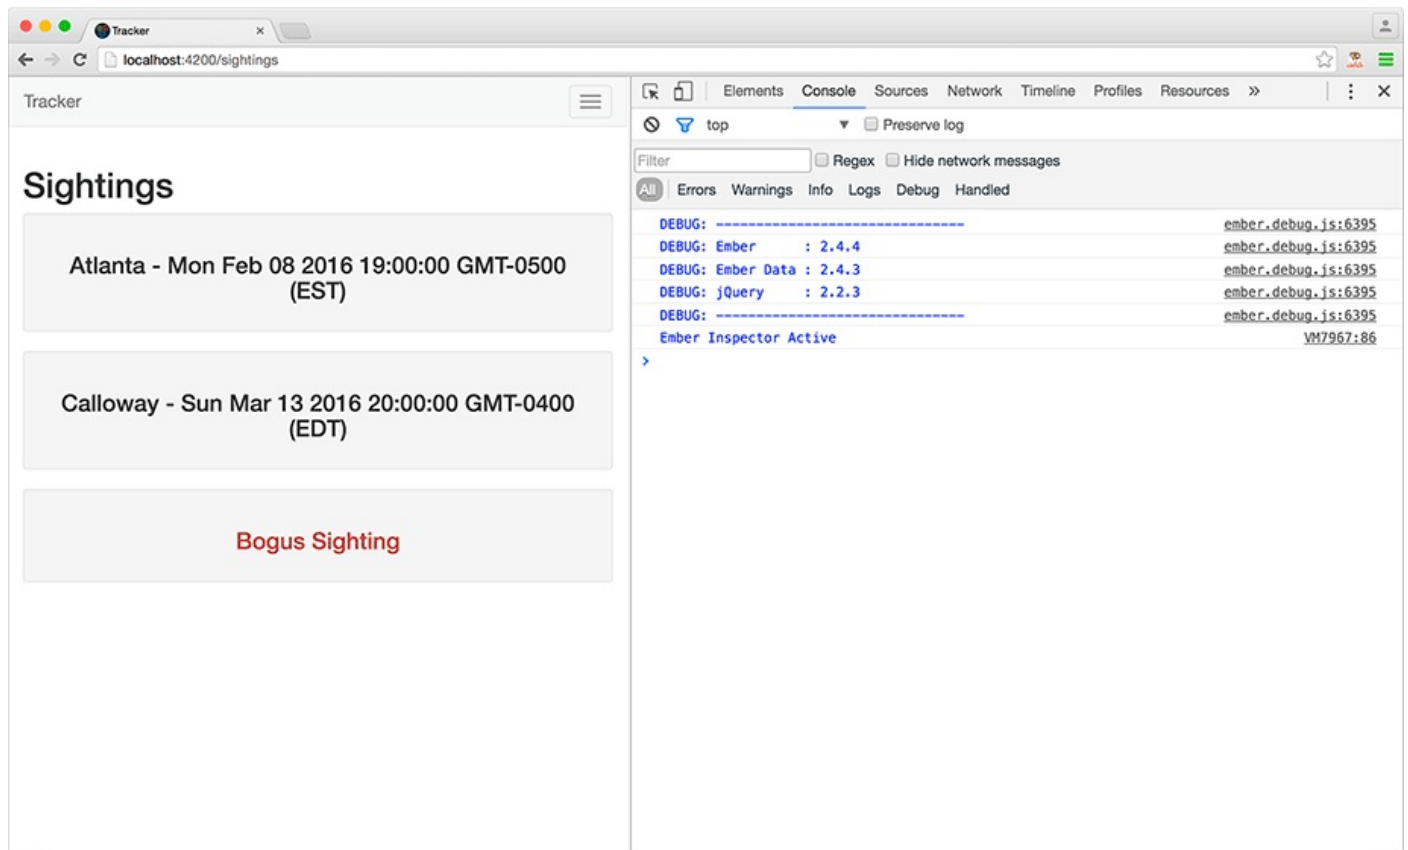 Tracker
localhost:4200/sightings
Tracker
Elements Console Sources Network Timeline Profiles Resources »
top Preserve log
Filter Regex Hide network messages
All Errors Warnings Info Logs Debug Handled
Sightings
Atlanta - Mon Feb 08 2016 19:00:00 GMT-0500
(EST)
Calloway - Sun Mar 13 2016 20:00:00 GMT-0400
(EDT)
Bogus Sighting
DEBUG: ------------------------------- ember.debug.js:6395
DEBUG: Ember : 2.4.4 ember.debug.js:6395
DEBUG: Ember Data : 2.4.3 ember.debug.js:6395
DEBUG: jQuery : 2.2.3 ember.debug.js:6395
DEBUG: ------------------------------- ember.debug.js:6395
Ember Inspector Active VM7967:86
>